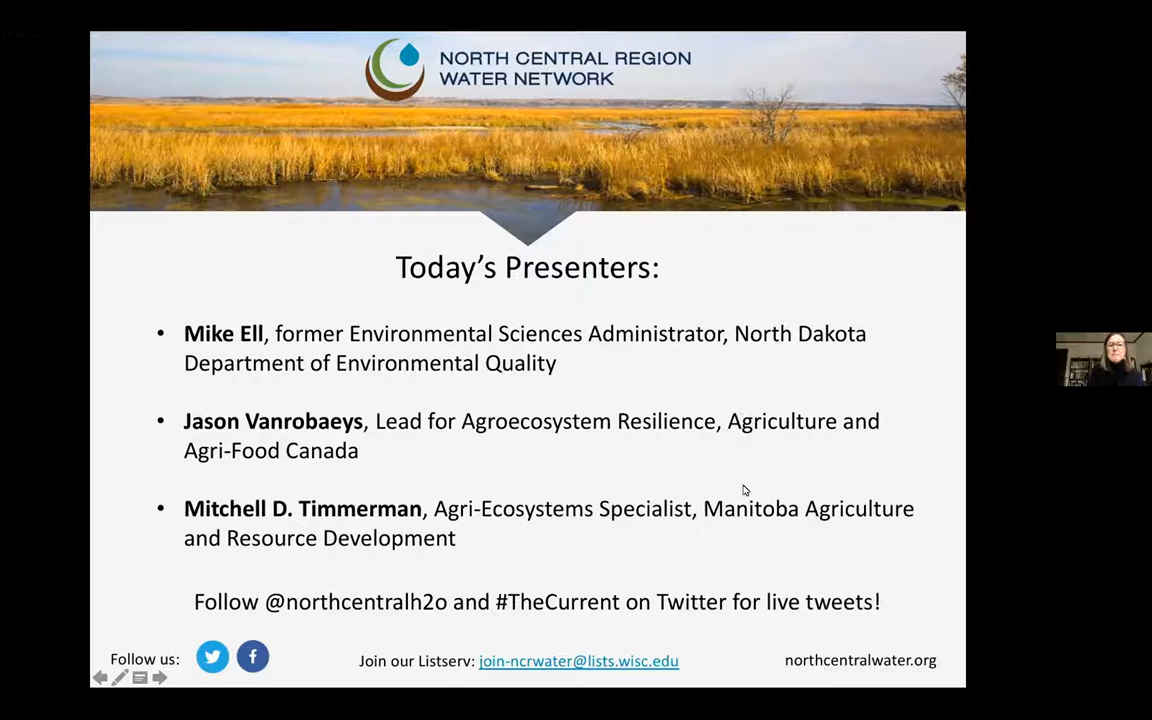 NORTH CENTRAL REGION
WATER NETWORK
Today's Presenters:
• Mike Ell, former Environmental Sciences Administrator, North Dakota
Department of Environmental Quality
• Jason Vanrobaeys, Lead for Agroecosystem Resilience, Agriculture and
Agri-Food Canada
• Mitchell D. Timmerman, Agri-Ecosystems Specialist, Manitoba Agriculture
and Resource Development
Follow @northcentralh2o and #TheCurrent on Twitter for live tweets!
Follow us:
Join our Listserv: join-ncrwater@lists.wisc.edu
northcentralwater.org